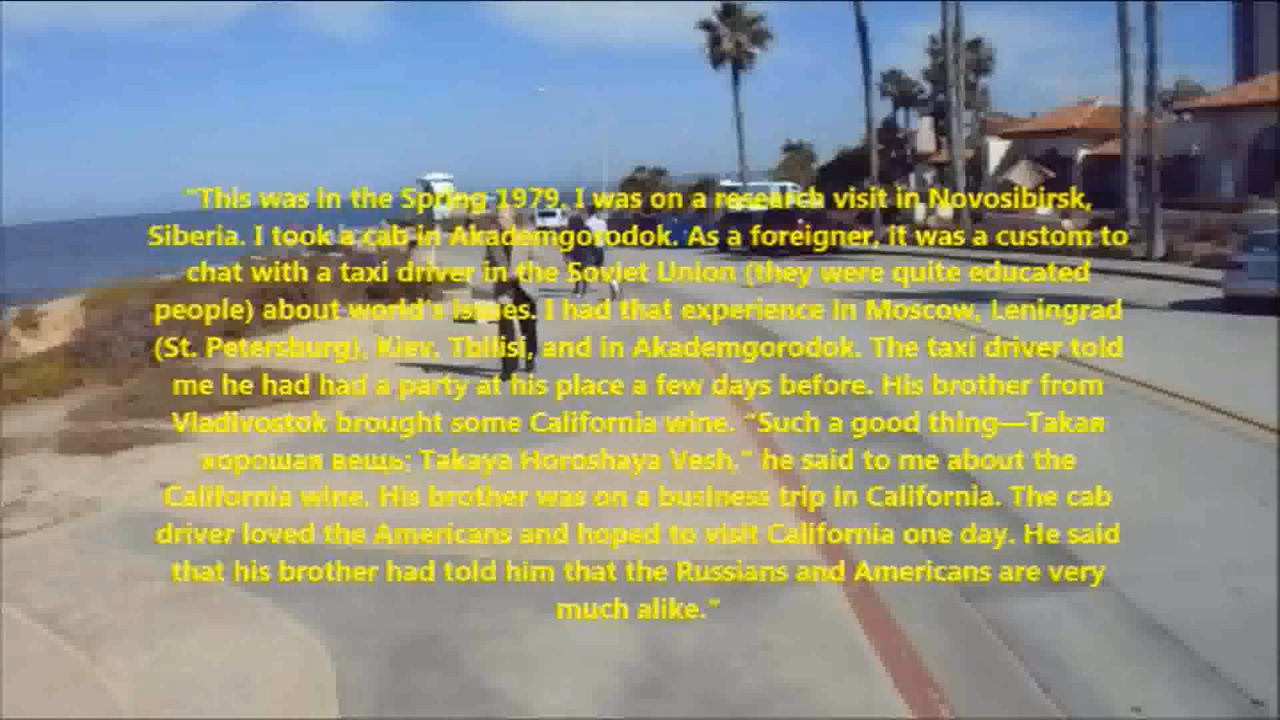 "This was in the Spring 1979. I was on a research visit in Novosibirsk,
Siberia. I took a cab in Akademgorodok. As a foreigner, it was a custom to
chat with a taxi driver in the Soviet Union (they were quite educated
people) about world's issues. I had that experience in Moscow, Leningrad
(St. Petersburg), Kiev, Tbilisi, and in Akademgorodok. The taxi driver told
me he had had a party at his place a few days before. His brother from
Vladivostok brought some California wine. "Such a good thing—Такая
хорошая вещь; Takaya Horoshaya Vesh," he said to me about the
California wine. His brother was on a business trip in California. The cab
driver loved the Americans and hoped to visit California one day. He said
that his brother had told him that the Russians and Americans are very
much alike."